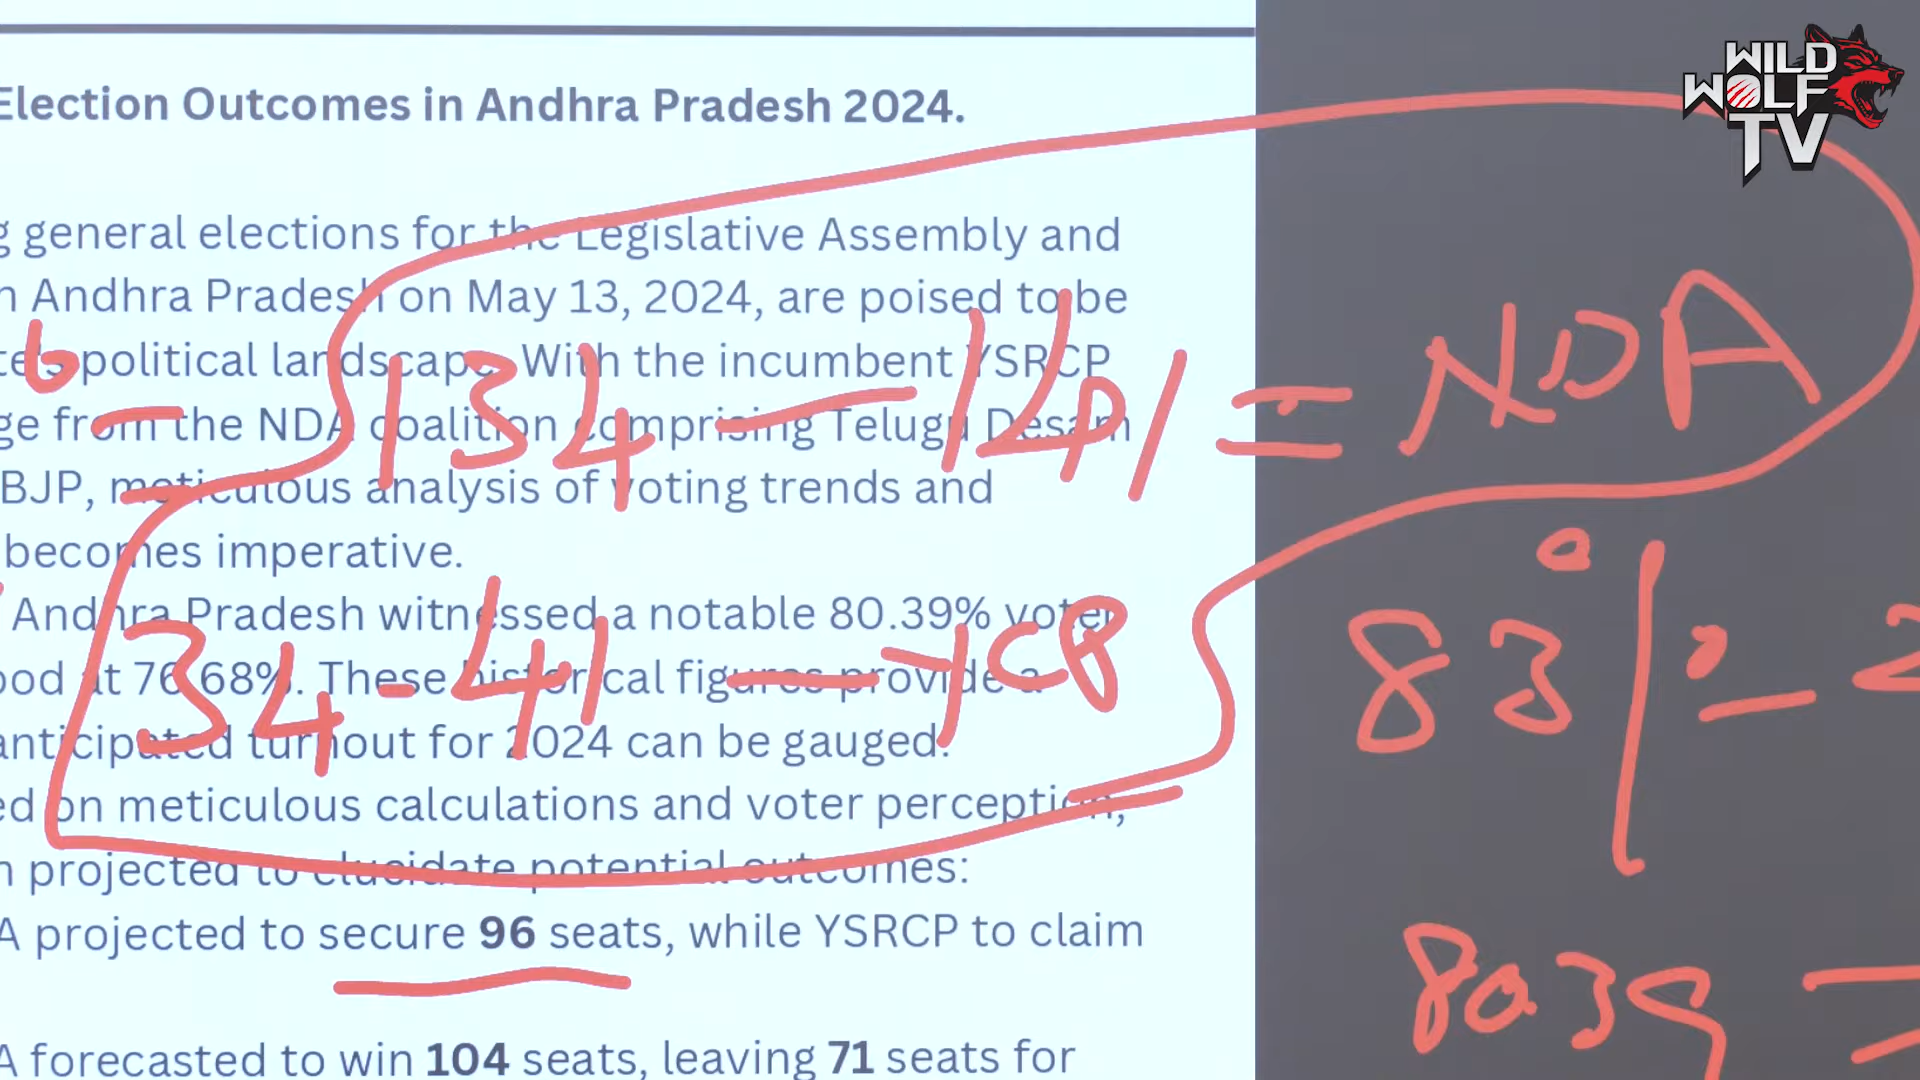 WILD
WOLF
TV
Election Outcomes in Andhra Pradesh 2024.
general elections for the Legislative Assembly and
Andhra Pradesh on May 13, 2024, are poised to be
political landscape. With the incumbent YSRCP
from the NDA coalition comprising Telugu Desam
134 - 141 = NDA
BJP, meticulous analysis of voting trends and
becomes imperative.
Andhra Pradesh witnessed a notable 80.39% voter
at 76.68%. These historical figures provide a
34 - 41 - YCP
83%
anticipated turnout for 2024 can be gauged.
on meticulous calculations and voter perception,
projected to elucidate potential outcomes:
projected to secure 96 seats, while YSRCP to claim
8039
forecasted to win 104 seats, leaving 71 seats for